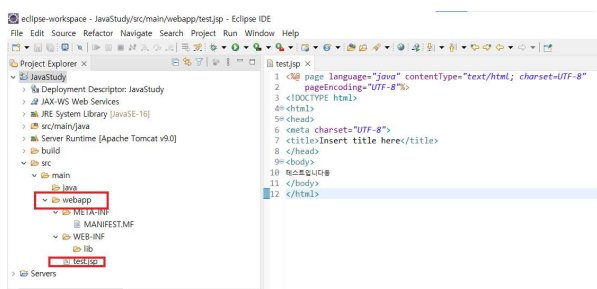 eclipse-workspace - JavaStudy/src/main/webapp/test.jsp - Eclipse IDE
File Edit Source Refactor Navigate Search Project Run Window Help
Project Explorer
JavaStudy
Deployment Descriptor: JavaStudy
JAX-WS Web Services
JRE System Library [JavaSE-16]
src/main/java
Server Runtime [Apache Tomcat v9.0]
build
src
main
java
webapp
META-INF
MANIFEST.MF
WEB-INF
lib
test.jsp
Servers
test.jsp
1 <%@ page language="java" contentType="text/html; charset=UTF-8"
2 pageEncoding="UTF-8"%>
3 <!DOCTYPE html>
4 <html>
5 <head>
6 <meta charset="UTF-8">
7 <title>Insert title here</title>
8 </head>
9 <body>
10 테스트입니다용
11 </body>
12 </html>